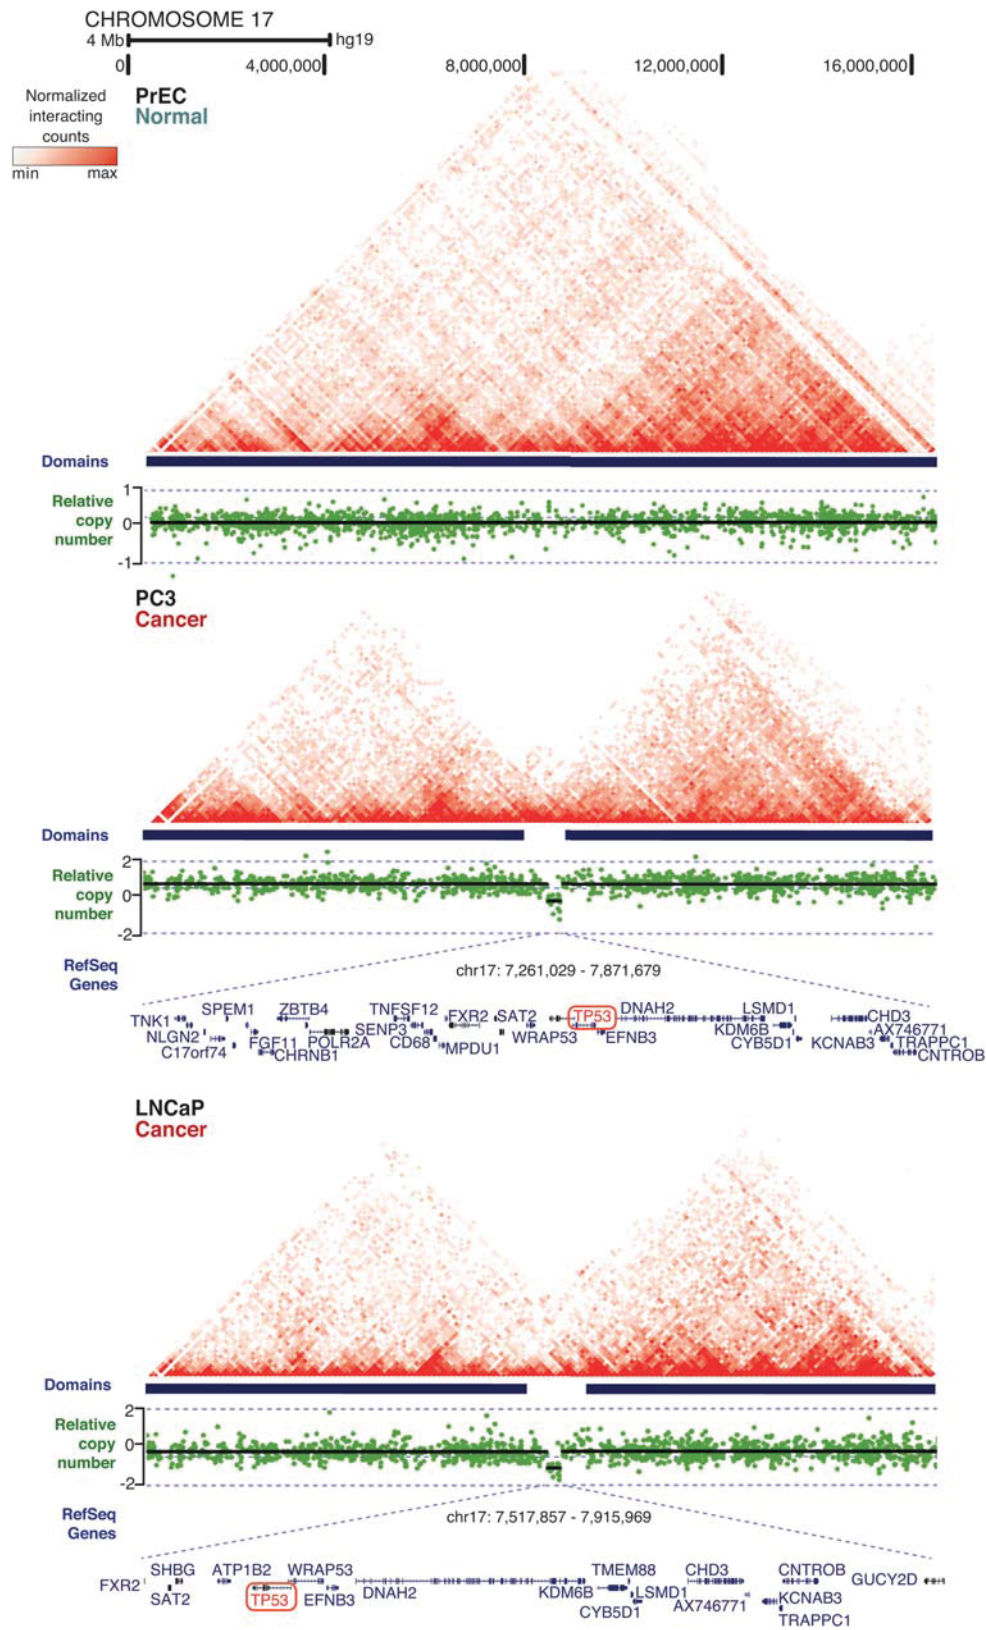 CHROMOSOME 17
4 Mb hg19
0 4,000,000 8,000,000 12,000,000 16,000,000
Normalized
interacting
counts
min max
PrEC
Normal
Domains
Relative
copy
number
1
0
-1
PC3
Cancer
Domains
Relative
copy
number
2
0
-2
RefSeq
Genes
chr17: 7,261,029 - 7,871,679
SPEM1 ZBTB4 TNFSF12 FXR2 SAT2 TP53 DNAH2 LSMD1 CHD3
TNK1 SENP3 KDM6B AX746771
NLGN2 FGF11 POLR2A CD68 WRAP53 EFNB3 CYB5D1 KCNAB3 TRAPPC1
C17orf74 CHRNB1 MPDU1 CNTROB
LNCaP
Cancer
Domains
Relative
copy
number
2
0
-2
RefSeq
Genes
chr17: 7,517,857 - 7,915,969
SHBG ATP1B2 WRAP53 TMEM88 CHD3 CNTROB
FXR2 DNAH2 KDM6B LSMD1 GUCY2D
SAT2 TP53 EFNB3 CYB5D1 AX746771 KCNAB3
TRAPPC1